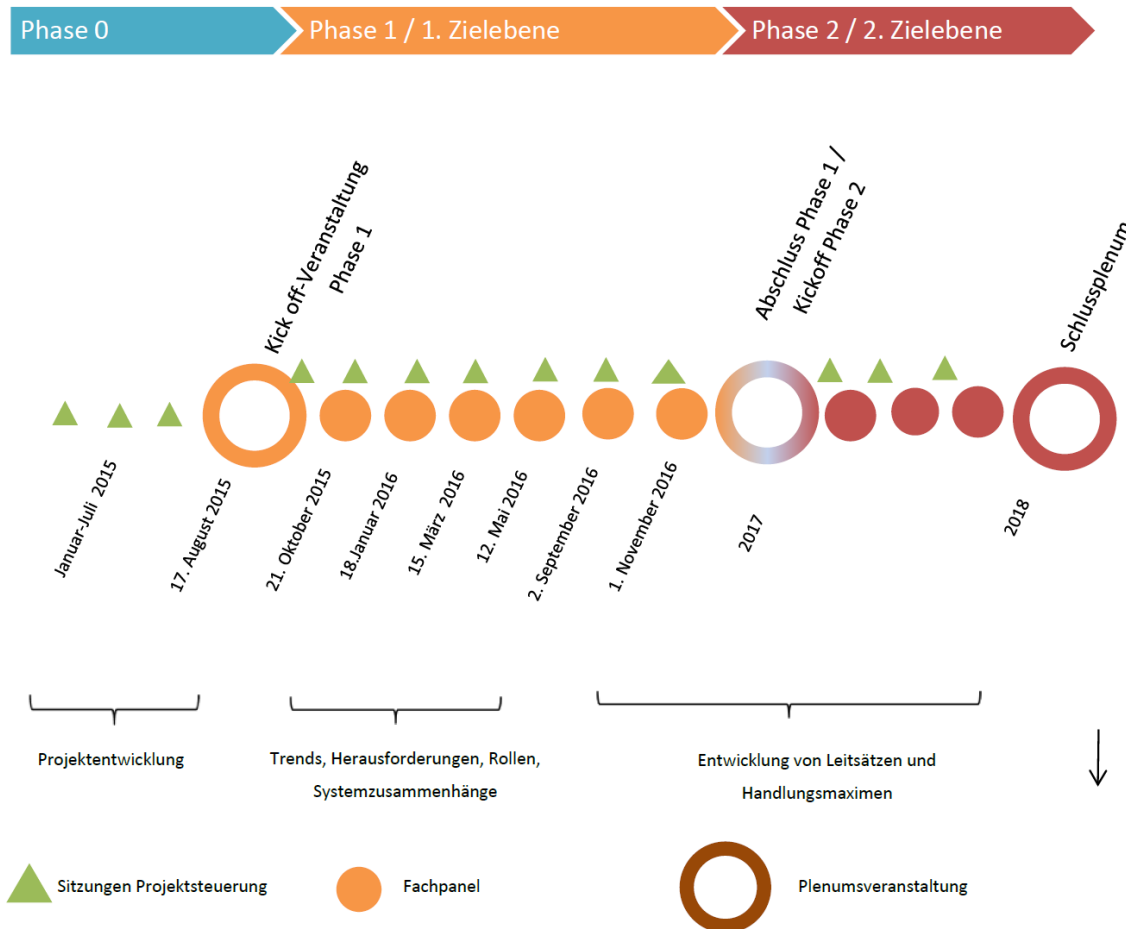 Phase 0
Phase 1 / 1. Zielebene
Phase 2 / 2. Zielebene
Kick off-Veranstaltung
Phase 1
Abschluss Phase 1 /
Kickoff Phase 2
Schlussplenum
Januar-Juli 2015
17. August 2015
21. Oktober 2015
18.Januar 2016
15. März 2016
12. Mai 2016
2. September 2016
1. November 2016
2017
2018
Projektentwicklung
Trends, Herausforderungen, Rollen,
Systemzusammenhänge
Entwicklung von Leitsätzen und
Handlungsmaximen
Sitzungen Projektsteuerung
Fachpanel
Plenumsveranstaltung